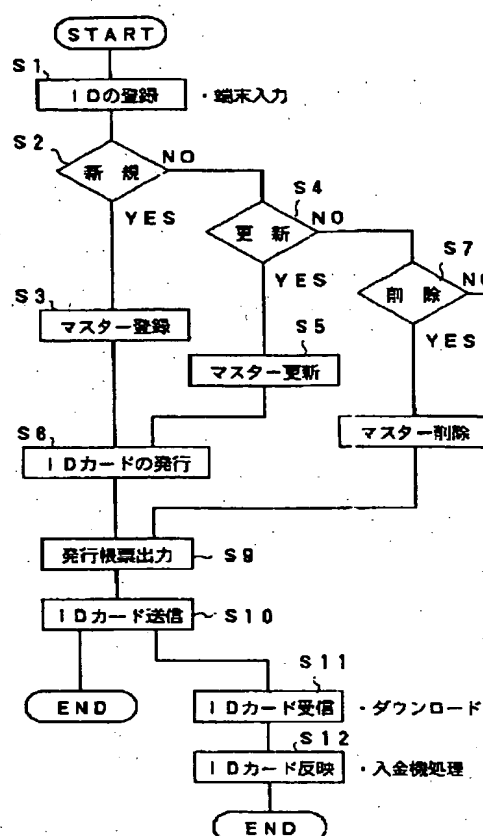 START
S1
IDの登録 ・端末入力
S2
新規
NO
YES
S4
更新
NO
YES
S7
削除
NO
YES
S3
マスター登録
S5
マスター更新
マスター削除
S6
IDカードの発行
発行帳票出力 S9
IDカード送信 S10
END
S11
IDカード受信 ・ダウンロード
S12
IDカード反映 ・入金機処理
END